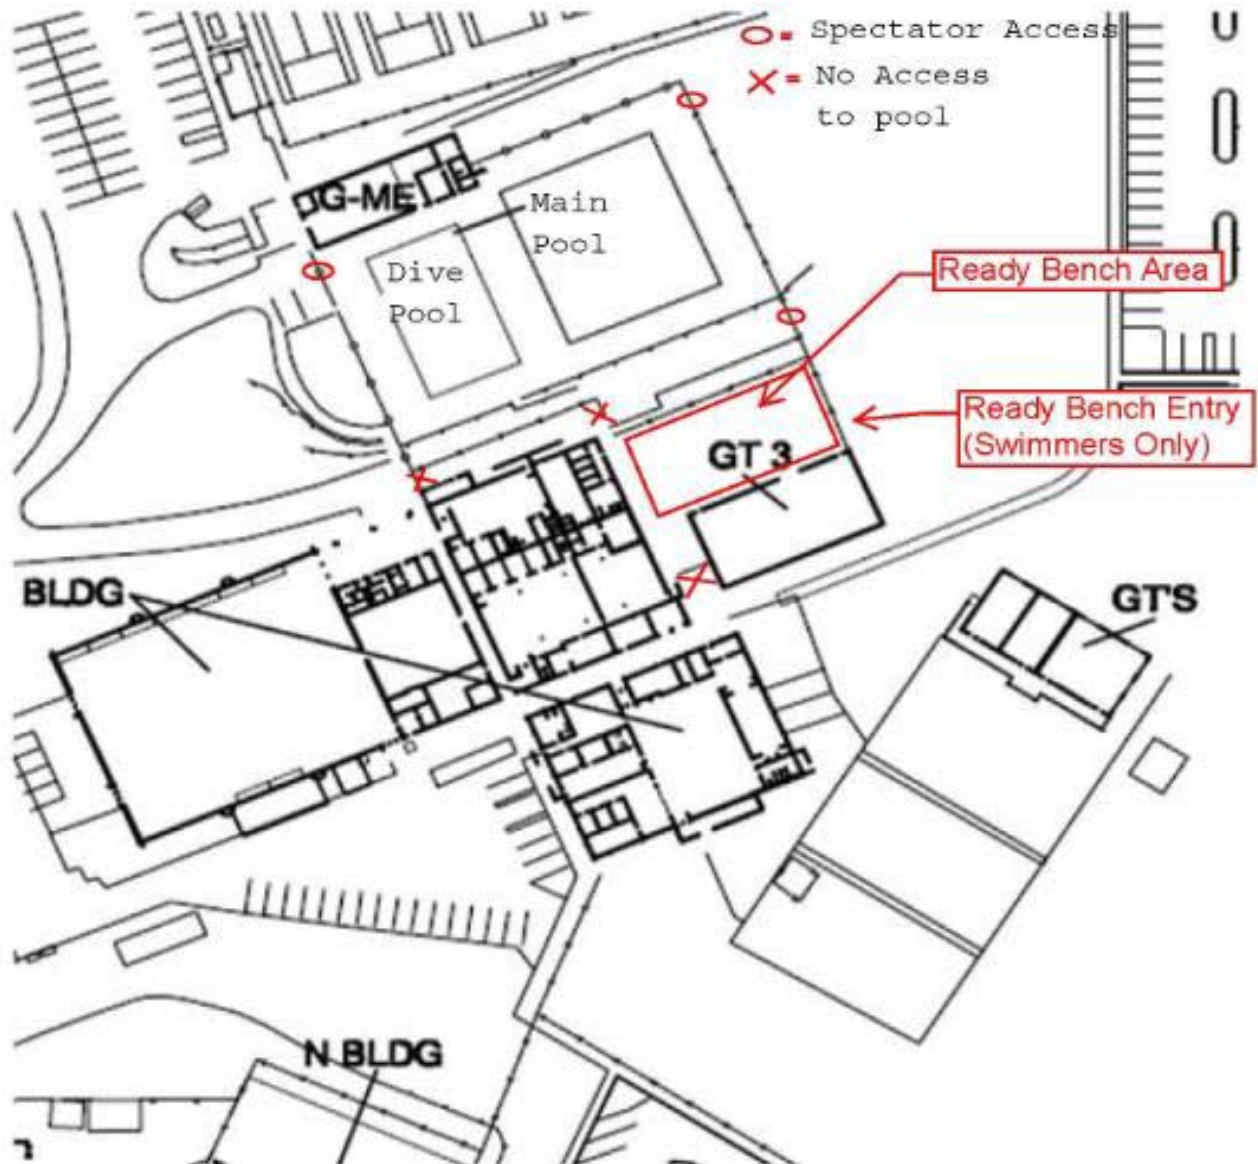 = Spectator Access
= No Access
to pool
G-ME
Main
Pool
Dive
Pool
Ready Bench Area
Ready Bench Entry
(Swimmers Only)
GT 3
BLDG
GT'S
N BLDG